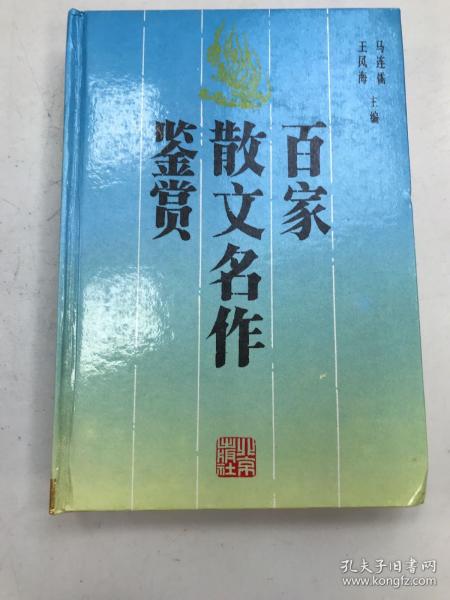 马连儒
王凤海 主编
百家
散文名作
鉴赏
北京
出版社
孔夫子旧书网
www.kongfz.com